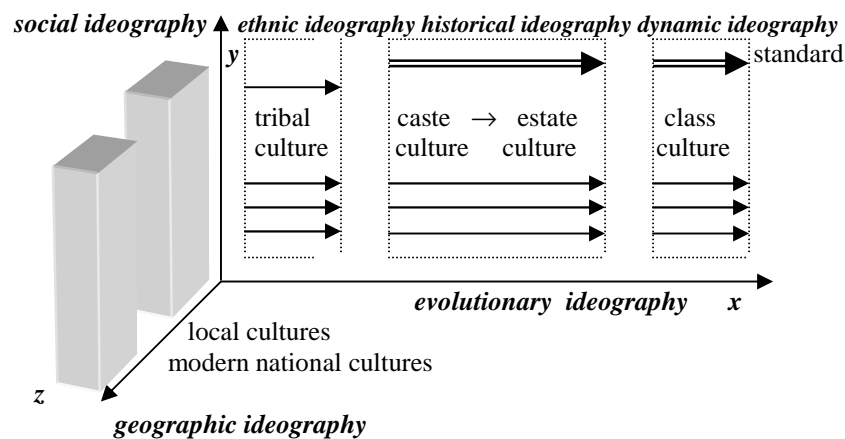 social ideography ethnic ideography historical ideography dynamic ideography
y standard
tribal caste → estate class
culture culture culture culture
evolutionary ideography x
local cultures
modern national cultures
z
geographic ideography